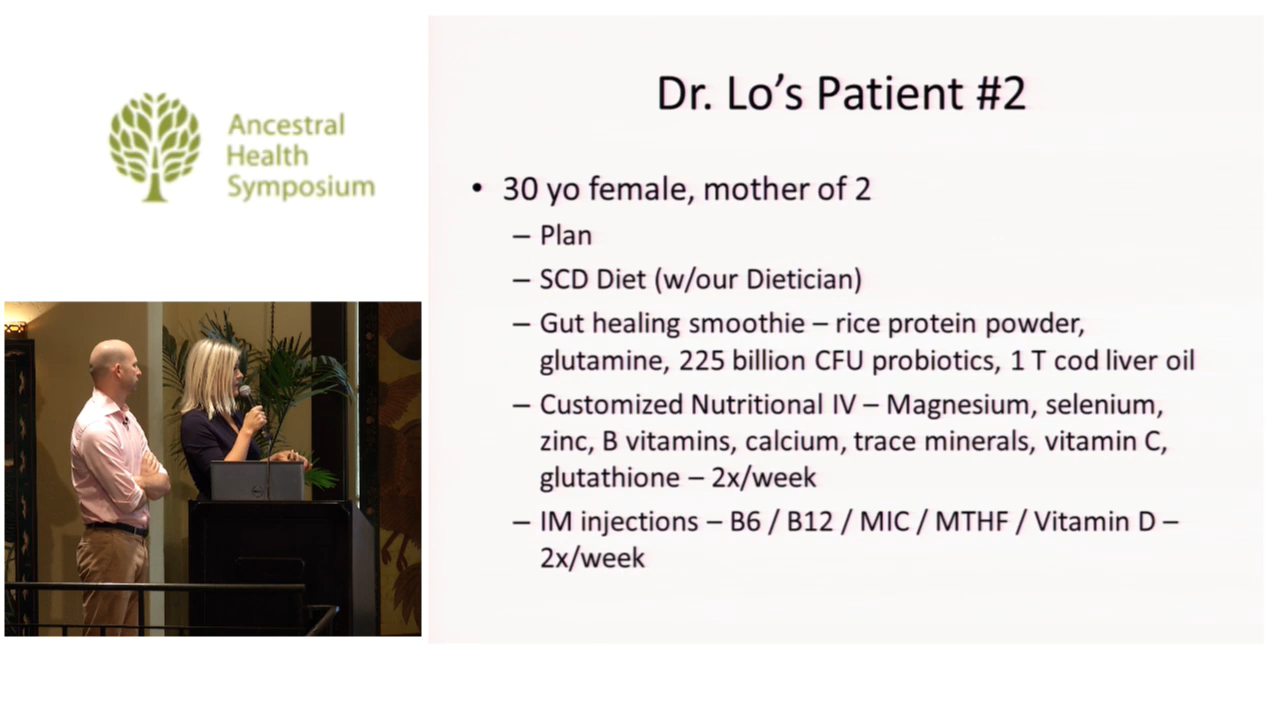 Ancestral
Health
Symposium
Dr. Lo's Patient #2
• 30 yo female, mother of 2
– Plan
– SCD Diet (w/our Dietician)
– Gut healing smoothie – rice protein powder,
glutamine, 225 billion CFU probiotics, 1 T cod liver oil
– Customized Nutritional IV – Magnesium, selenium,
zinc, B vitamins, calcium, trace minerals, vitamin C,
glutathione – 2x/week
– IM injections – B6 / B12 / MIC / MTHF / Vitamin D –
2x/week